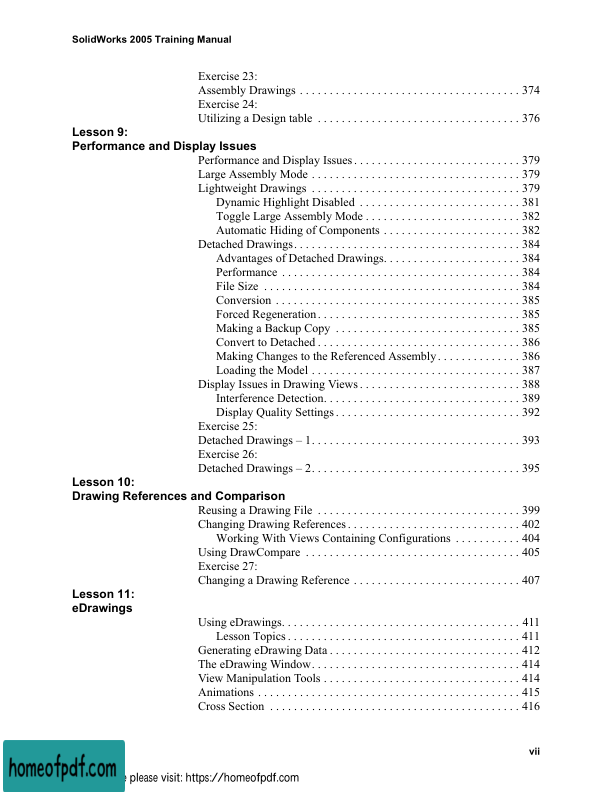 SolidWorks 2005 Training Manual
Exercise 23:
Assembly Drawings . . . . . . . . . . . . . . . . . . . . . . . . . . . . . . . . . . . . . 374
Exercise 24:
Utilizing a Design table . . . . . . . . . . . . . . . . . . . . . . . . . . . . . . . . . . 376
Lesson 9:
Performance and Display Issues
Performance and Display Issues . . . . . . . . . . . . . . . . . . . . . . . . . . . . 379
Large Assembly Mode . . . . . . . . . . . . . . . . . . . . . . . . . . . . . . . . . . . 379
Lightweight Drawings . . . . . . . . . . . . . . . . . . . . . . . . . . . . . . . . . . . 379
Dynamic Highlight Disabled . . . . . . . . . . . . . . . . . . . . . . . . . . . 381
Toggle Large Assembly Mode . . . . . . . . . . . . . . . . . . . . . . . . . . 382
Automatic Hiding of Components . . . . . . . . . . . . . . . . . . . . . . . 382
Detached Drawings . . . . . . . . . . . . . . . . . . . . . . . . . . . . . . . . . . . . . . 384
Advantages of Detached Drawings. . . . . . . . . . . . . . . . . . . . . . . 384
Performance . . . . . . . . . . . . . . . . . . . . . . . . . . . . . . . . . . . . . . . . 384
File Size . . . . . . . . . . . . . . . . . . . . . . . . . . . . . . . . . . . . . . . . . . . 384
Conversion . . . . . . . . . . . . . . . . . . . . . . . . . . . . . . . . . . . . . . . . . 385
Forced Regeneration . . . . . . . . . . . . . . . . . . . . . . . . . . . . . . . . . . 385
Making a Backup Copy . . . . . . . . . . . . . . . . . . . . . . . . . . . . . . . 385
Convert to Detached . . . . . . . . . . . . . . . . . . . . . . . . . . . . . . . . . . 386
Making Changes to the Referenced Assembly . . . . . . . . . . . . . . 386
Loading the Model . . . . . . . . . . . . . . . . . . . . . . . . . . . . . . . . . . . 387
Display Issues in Drawing Views . . . . . . . . . . . . . . . . . . . . . . . . . . . 388
Interference Detection. . . . . . . . . . . . . . . . . . . . . . . . . . . . . . . . . 389
Display Quality Settings . . . . . . . . . . . . . . . . . . . . . . . . . . . . . . . 392
Exercise 25:
Detached Drawings – 1. . . . . . . . . . . . . . . . . . . . . . . . . . . . . . . . . . . 393
Exercise 26:
Detached Drawings – 2. . . . . . . . . . . . . . . . . . . . . . . . . . . . . . . . . . . 395
Lesson 10:
Drawing References and Comparison
Reusing a Drawing File . . . . . . . . . . . . . . . . . . . . . . . . . . . . . . . . . . 399
Changing Drawing References . . . . . . . . . . . . . . . . . . . . . . . . . . . . . 402
Working With Views Containing Configurations . . . . . . . . . . . 404
Using DrawCompare . . . . . . . . . . . . . . . . . . . . . . . . . . . . . . . . . . . . 405
Exercise 27:
Changing a Drawing Reference . . . . . . . . . . . . . . . . . . . . . . . . . . . . 407
Lesson 11:
eDrawings
Using eDrawings. . . . . . . . . . . . . . . . . . . . . . . . . . . . . . . . . . . . . . . . 411
Lesson Topics . . . . . . . . . . . . . . . . . . . . . . . . . . . . . . . . . . . . . . . 411
Generating eDrawing Data . . . . . . . . . . . . . . . . . . . . . . . . . . . . . . . . 412
The eDrawing Window. . . . . . . . . . . . . . . . . . . . . . . . . . . . . . . . . . . 414
View Manipulation Tools . . . . . . . . . . . . . . . . . . . . . . . . . . . . . . . . . 414
Animations . . . . . . . . . . . . . . . . . . . . . . . . . . . . . . . . . . . . . . . . . . . . 415
Cross Section . . . . . . . . . . . . . . . . . . . . . . . . . . . . . . . . . . . . . . . . . . 416
vii
homeofpdf.com
please visit: https://homeofpdf.com